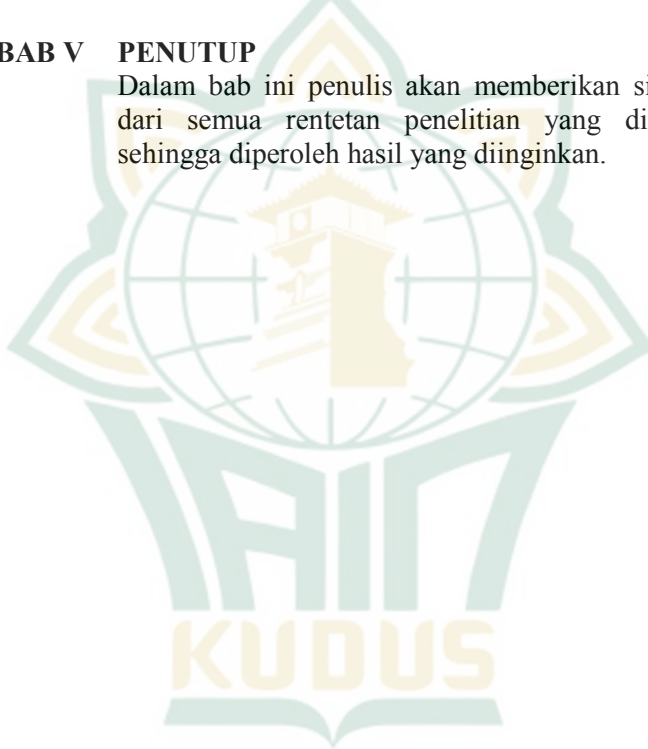 BAB V PENUTUP
Dalam bab ini penulis akan memberikan si
dari semua rentetan penelitian yang di
sehingga diperoleh hasil yang diinginkan.
IAIN
KUDUS